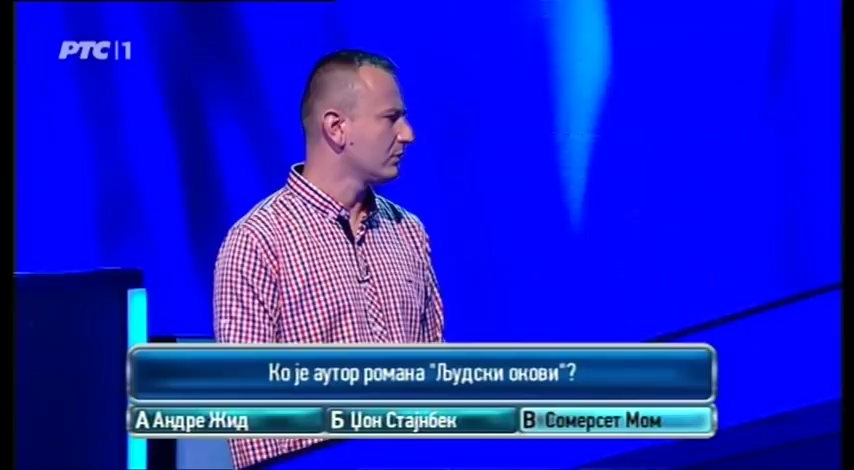 РТС|1
Ко је аутор романа "Људски окови"?
А Андре Жид
Б Џон Стајнбек
В Сомерсет Мом